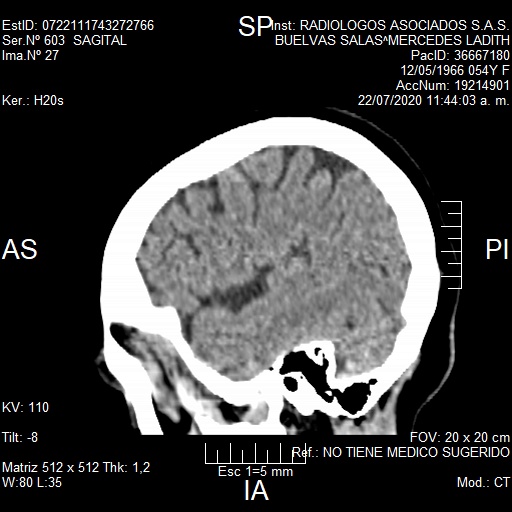 EstID: 0722111743272766
Ser.Nº 603 SAGITAL
Ima.Nº 27
Ker.: H20s
SP
Inst: RADIOLOGOS ASOCIADOS S.A.S.
BUELVAS SALAS^MERCEDES LADITH
PacID: 36667180
12/05/1966 054Y F
AccNum: 19214901
22/07/2020 11:44:03 a. m.
AS
PI
KV: 110
Tilt: -8
Matriz 512 x 512 Thk: 1,2
W:80 L:35
Esc 1=5 mm
IA
FOV: 20 x 20 cm
Ref.: NO TIENE MEDICO SUGERIDO
Mod.: CT